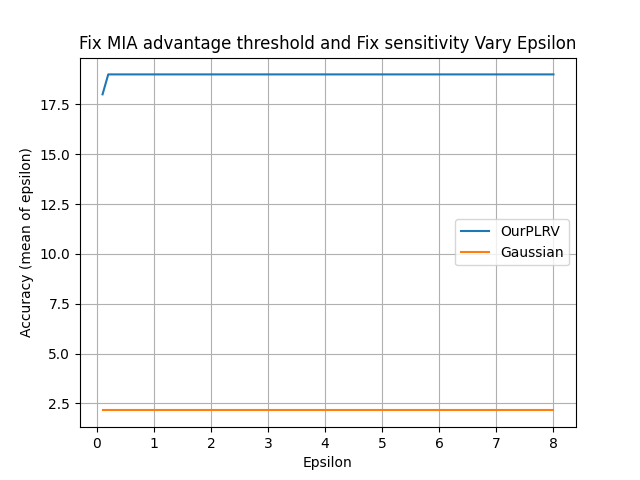 Fix MIA advantage threshold and Fix sensitivity Vary Epsilon
Accuracy (mean of epsilon)
17.5
15.0
12.5
10.0
7.5
5.0
2.5
OurPLRV
Gaussian
0 1 2 3 4 5 6 7 8
Epsilon